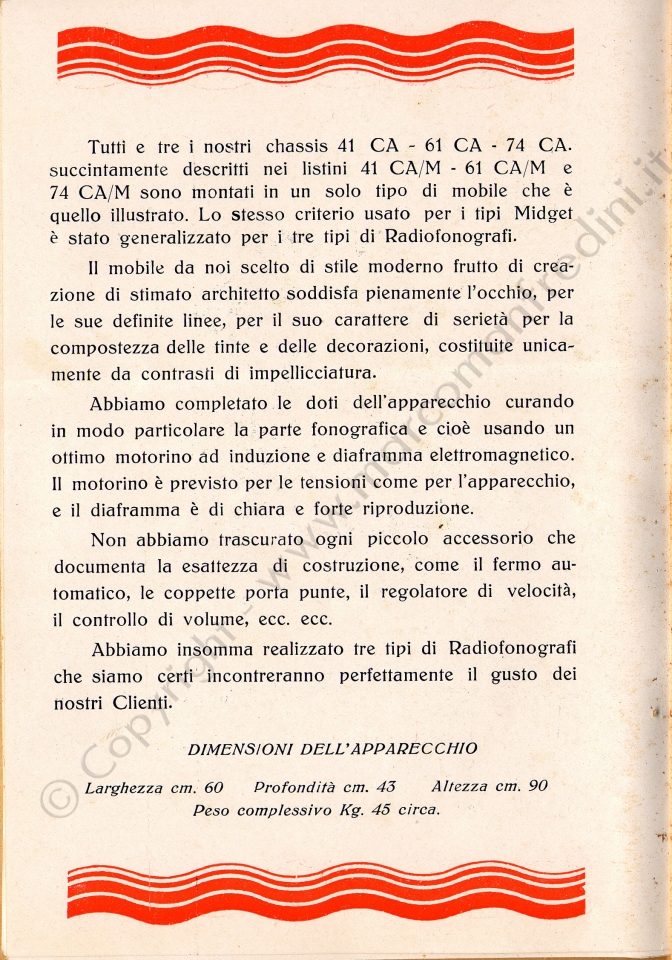 Tutti e tre i nostri chassis 41 CA - 61 CA - 74 CA.
succintamente descritti nei listini 41 CA/M - 61 CA/M e
74 CA/M sono montati in un solo tipo di mobile che è
quello illustrato. Lo stesso criterio usato per i tipi Midget
è stato generalizzato per i tre tipi di Radiofonografi.
Il mobile da noi scelto di stile moderno frutto di crea-
zione di stimato architetto soddisfa pienamente l'occhio, per
le sue definite linee, per il suo carattere di serietà per la
compostezza delle tinte e delle decorazioni, costituite unica-
mente da contrasti di impellicciatura.
Abbiamo completato le doti dell'apparecchio curando
in modo particolare la parte fonografica e cioè usando un
ottimo motorino ad induzione e diaframma elettromagnetico.
Il motorino è previsto per le tensioni come per l'apparecchio,
e il diaframma è di chiara e forte riproduzione.
Non abbiamo trascurato ogni piccolo accessorio che
documenta la esattezza di costruzione, come il fermo au-
tomatico, le coppette porta punte, il regolatore di velocità,
il controllo di volume, ecc. ecc.
Abbiamo insomma realizzato tre tipi di Radiofonografi
che siamo certi incontreranno perfettamente il gusto dei
nostri Clienti.
DIMENSIONI DELL'APPARECCHIO
Larghezza cm. 60 Profondità cm. 43 Altezza cm. 90
Peso complessivo Kg. 45 circa.
© Copyright - www.marcomanfredini.it